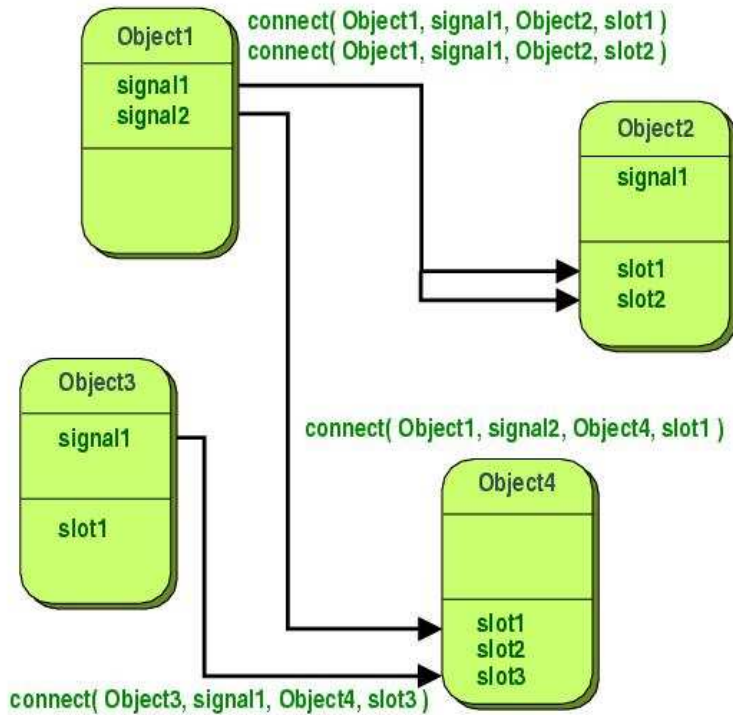 connect( Object1, signal1, Object2, slot1 )
connect( Object1, signal1, Object2, slot2 )
Object1
signal1
signal2
Object2
signal1
slot1
slot2
Object3
signal1
slot1
connect( Object1, signal2, Object4, slot1 )
Object4
slot1
slot2
slot3
connect( Object3, signal1, Object4, slot3 )